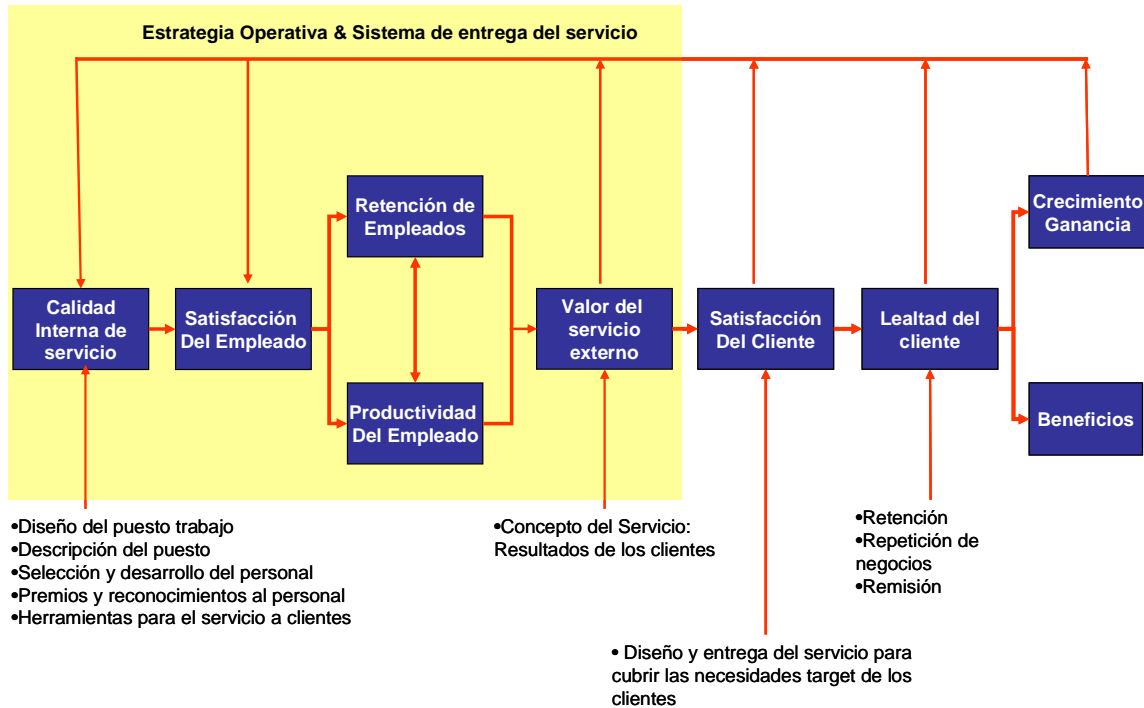 Estrategia Operativa & Sistema de entrega del servicio
Retención de
Empleados
Crecimiento
Ganancia
Calidad
Interna de
servicio
Satisfacción
Del Empleado
Valor del
servicio
externo
Satisfacción
Del Cliente
Lealtad del
cliente
Productividad
Del Empleado
Beneficios
•Diseño del puesto trabajo
•Descripción del puesto
•Selección y desarrollo del personal
•Premios y reconocimientos al personal
•Herramientas para el servicio a clientes
•Concepto del Servicio:
Resultados de los clientes
•Retención
•Repetición de
negocios
•Remisión
• Diseño y entrega del servicio para
cubrir las necesidades target de los
clientes